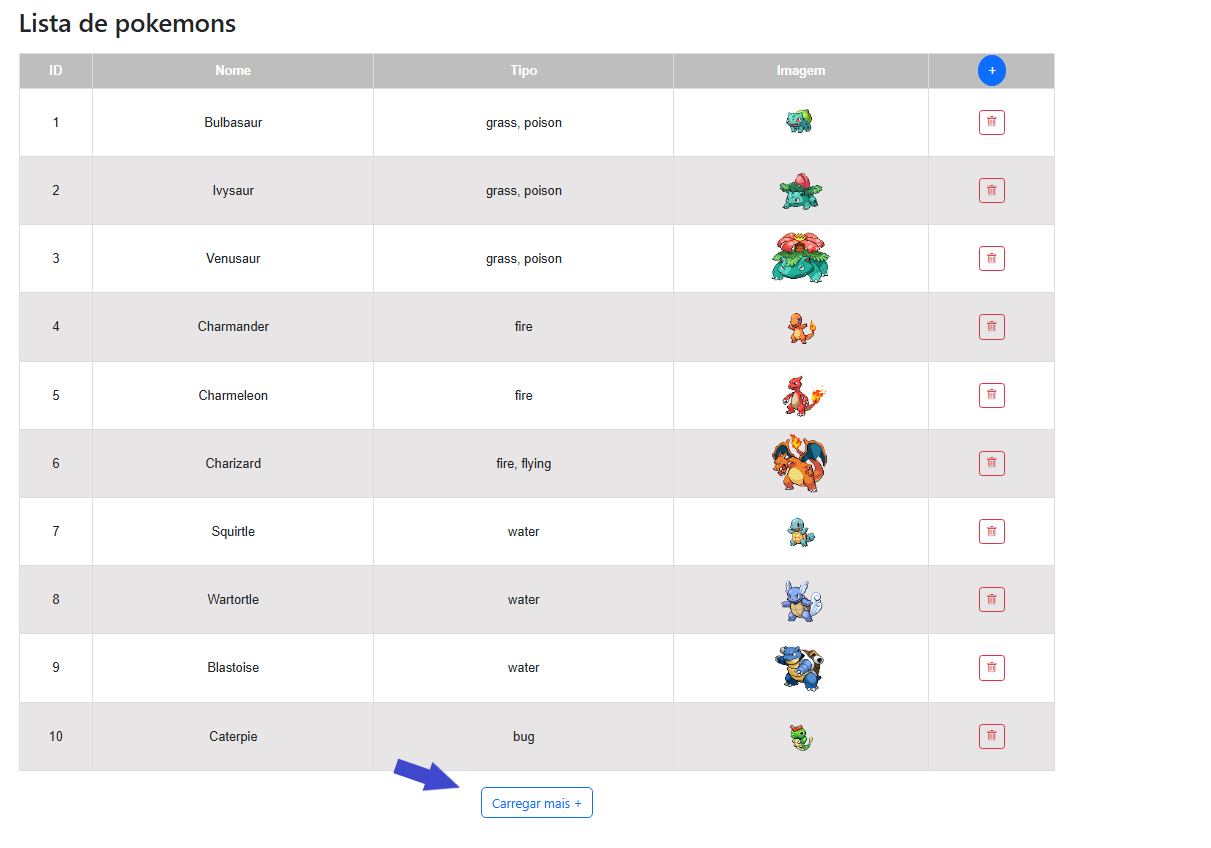 Lista de pokemons
ID Nome Tipo Imagem +
1 Bulbasaur grass, poison
2 Ivysaur grass, poison
3 Venusaur grass, poison
4 Charmander fire
5 Charmeleon fire
6 Charizard fire, flying
7 Squirtle water
8 Wartortle water
9 Blastoise water
10 Caterpie bug
Carregar mais +